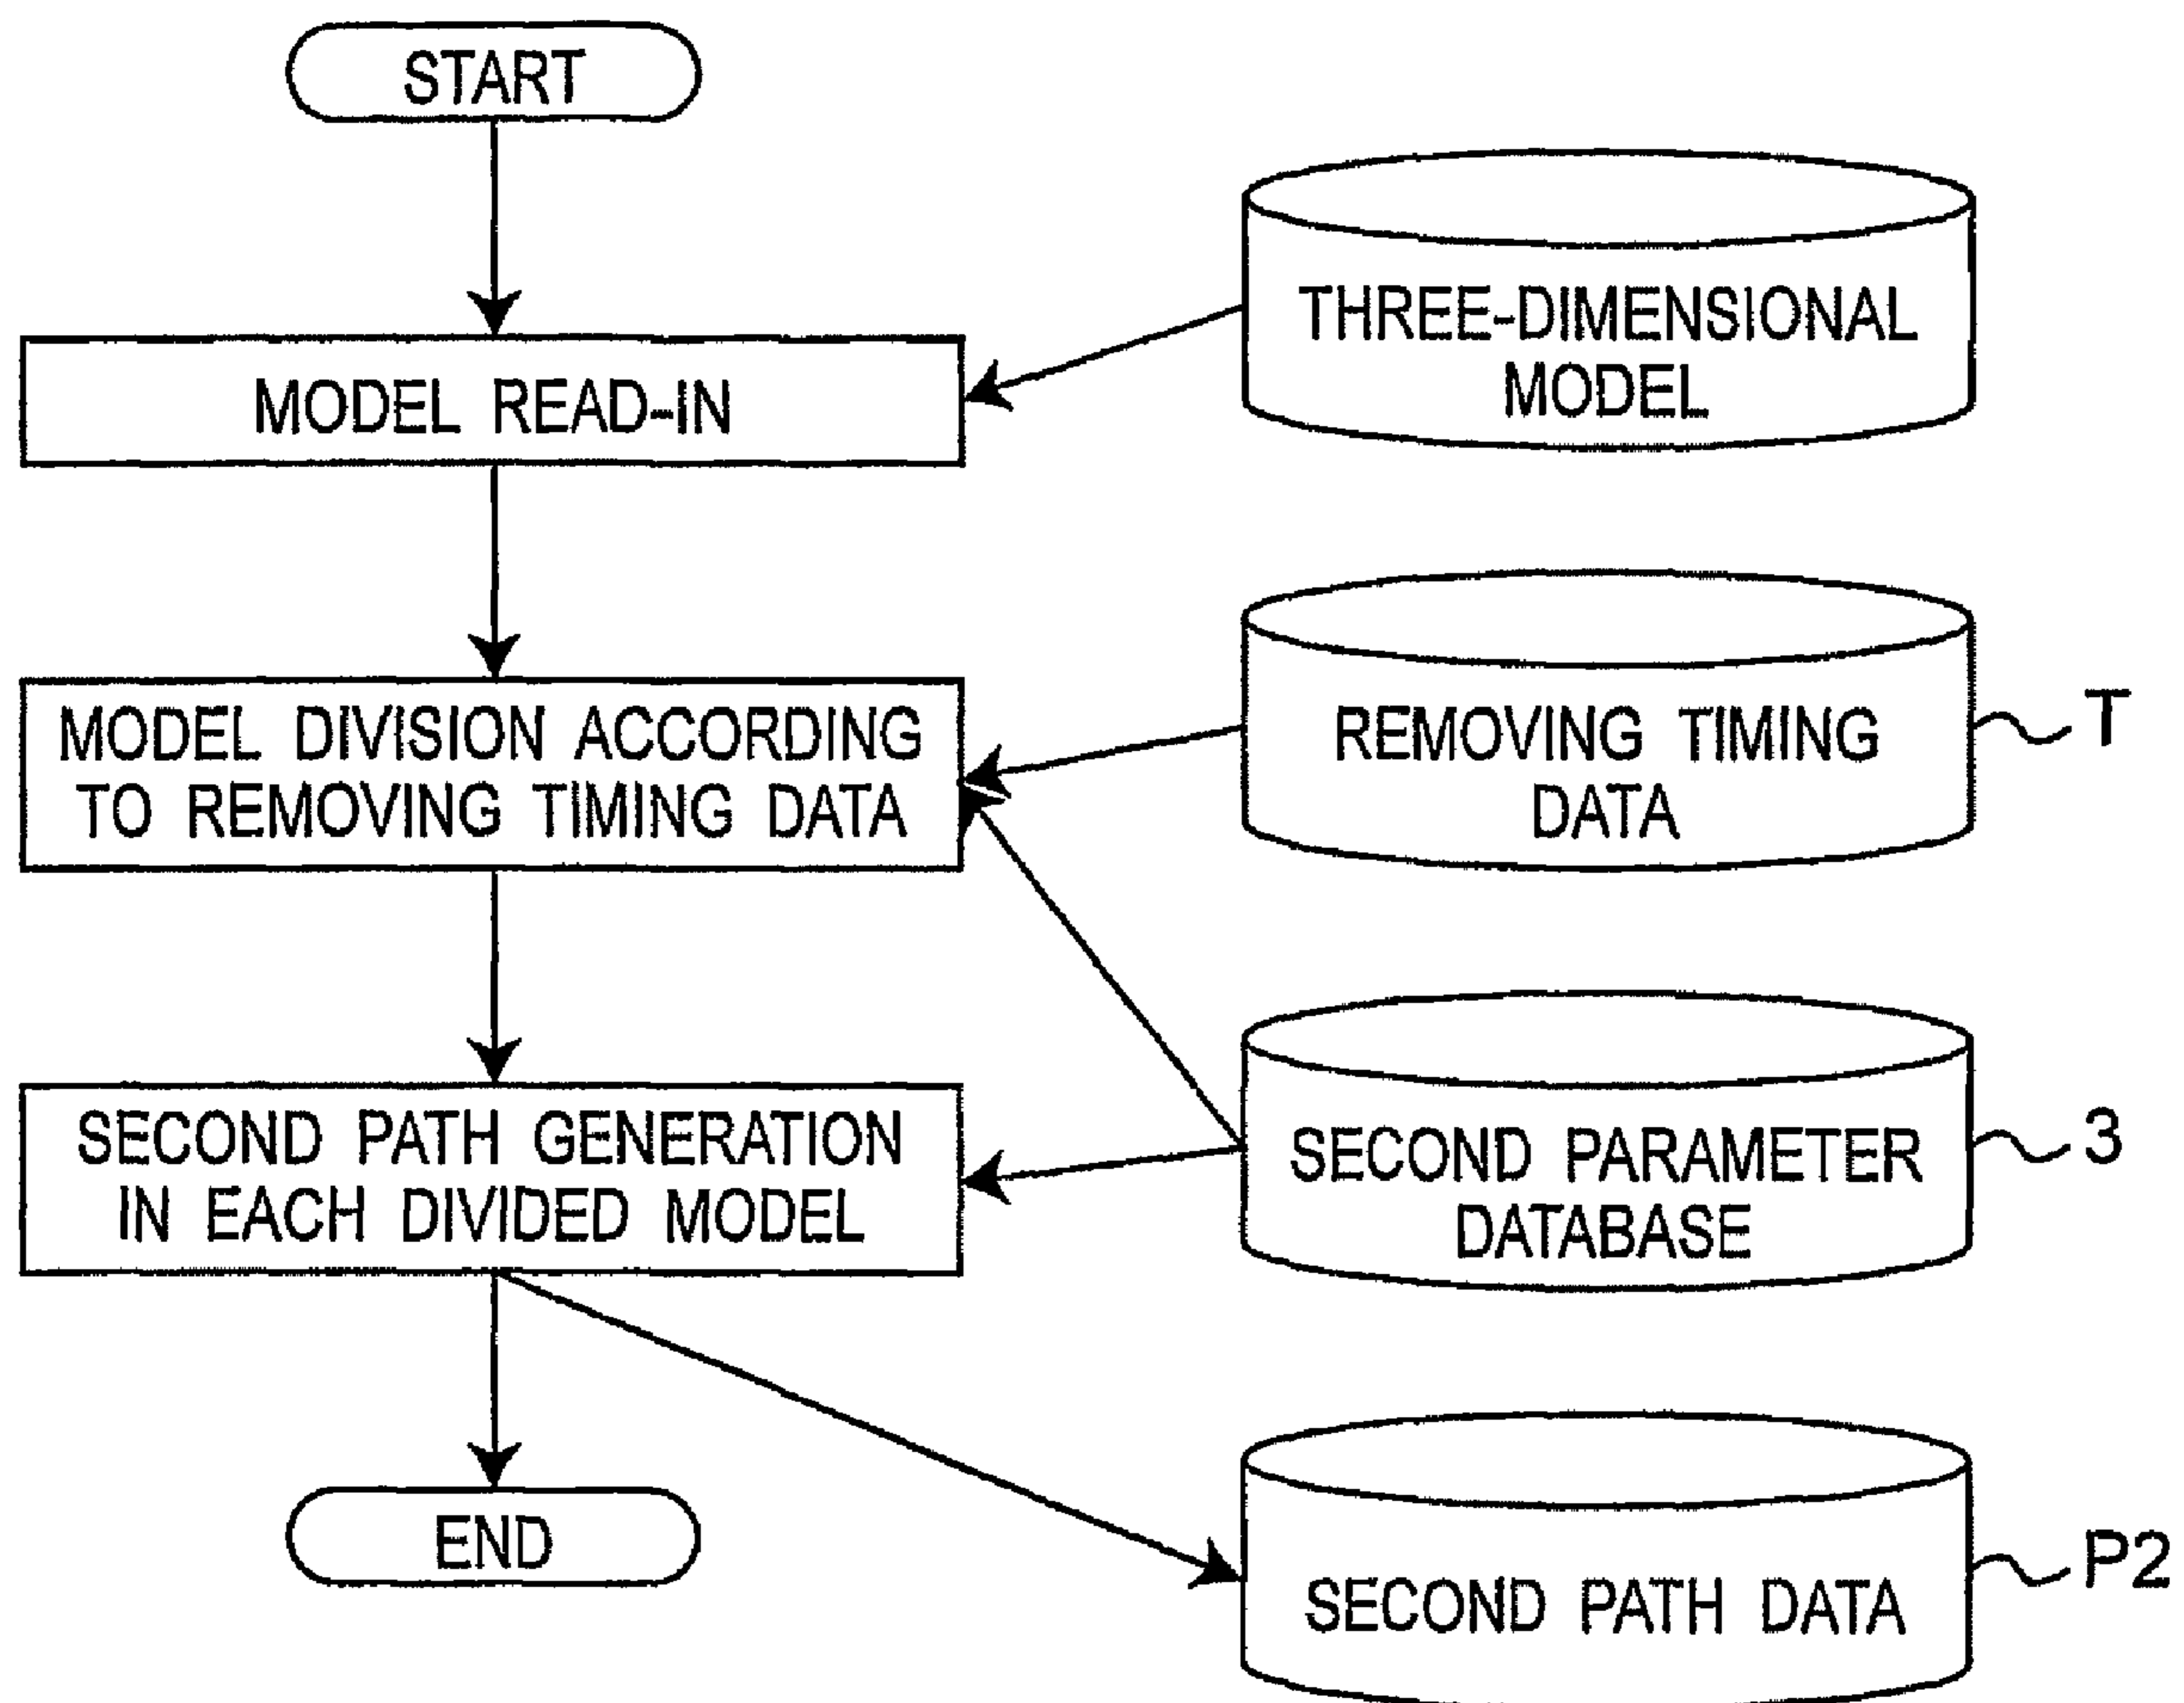 START
THREE-DIMENSIONAL
MODEL
MODEL READ-IN
MODEL DIVISION ACCORDING
TO REMOVING TIMING DATA
REMOVING TIMING
DATA
T
SECOND PATH GENERATION
IN EACH DIVIDED MODEL
SECOND PARAMETER
DATABASE
3
END
SECOND PATH DATA
P2